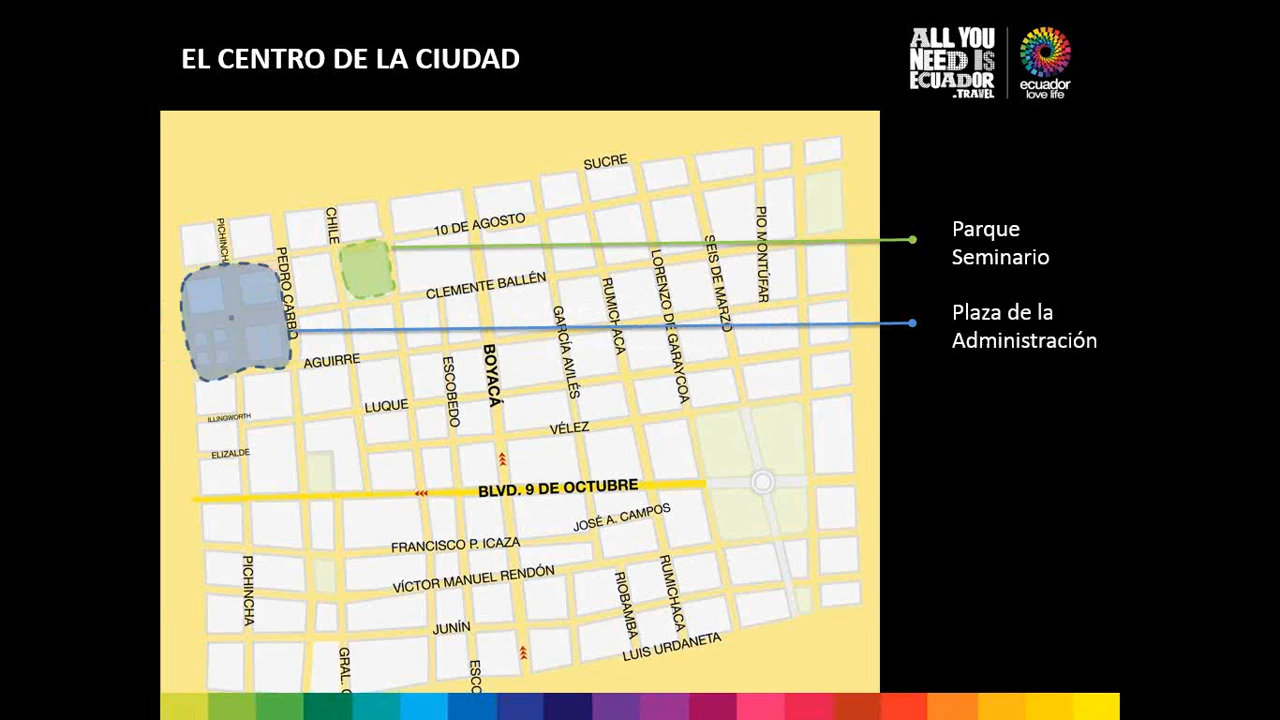 EL CENTRO DE LA CIUDAD
ALL YOU
NEED IS
ECUADOR
.TRAVEL
ecuador
love life
SUCRE
PICHINCHA
CHILE
10 DE AGOSTO
PIO MONTÚFAR
Parque
Seminario
PEDRO CARBO
CLEMENTE BALLÉN
LORENZO DE GARAYCOA
SEIS DE MARZO
RUMICHACA
GARCÍA AVILÉS
Plaza de la
Administración
AGUIRRE
ESCOBEDO
BOYACÁ
LUQUE
ILLINGWORTH
VÉLEZ
ELIZALDE
BLVD. 9 DE OCTUBRE
JOSÉ A. CAMPOS
FRANCISCO P. ICAZA
PICHINCHA
VÍCTOR MANUEL RENDÓN
RIOBAMBA
RUMICHACA
JUNÍN
LUIS URDANETA
GRAL.
ESCO